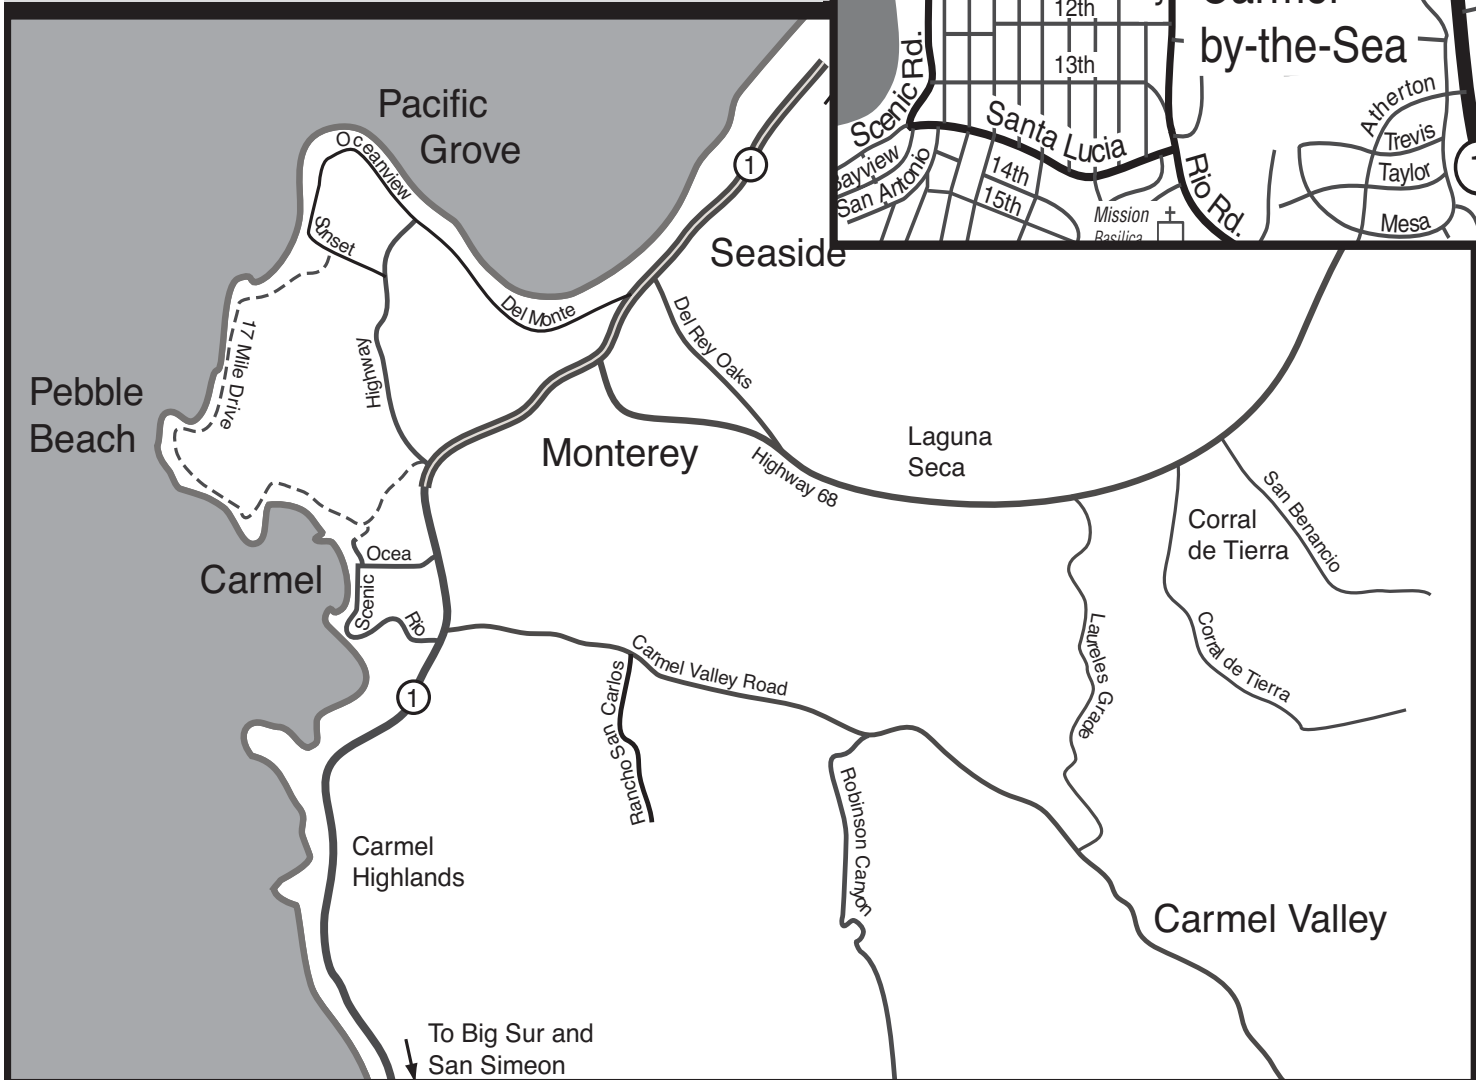 12th
by-the-Sea
13th
Scenic Rd.
Santa Lucia
Atherton
Trevis
Taylor
Mesa
Bayview
San Antonio
14th
15th
Rio Rd.
Mission
Basilica
Pacific
Grove
Oceanview
1
Sunset
Seaside
Del Monte
17 Mile Drive
Highway
Del Rey Oaks
Pebble
Beach
Monterey
Laguna
Seca
Highway 68
San Benancio
Corral
de Tierra
Ocea
Carmel
Scenic
Rio
Laureles Grade
Corral de Tierra
Carmel Valley Road
Rancho San Carlos
1
Robinson Canyon
Carmel
Highlands
Carmel Valley
To Big Sur and
San Simeon